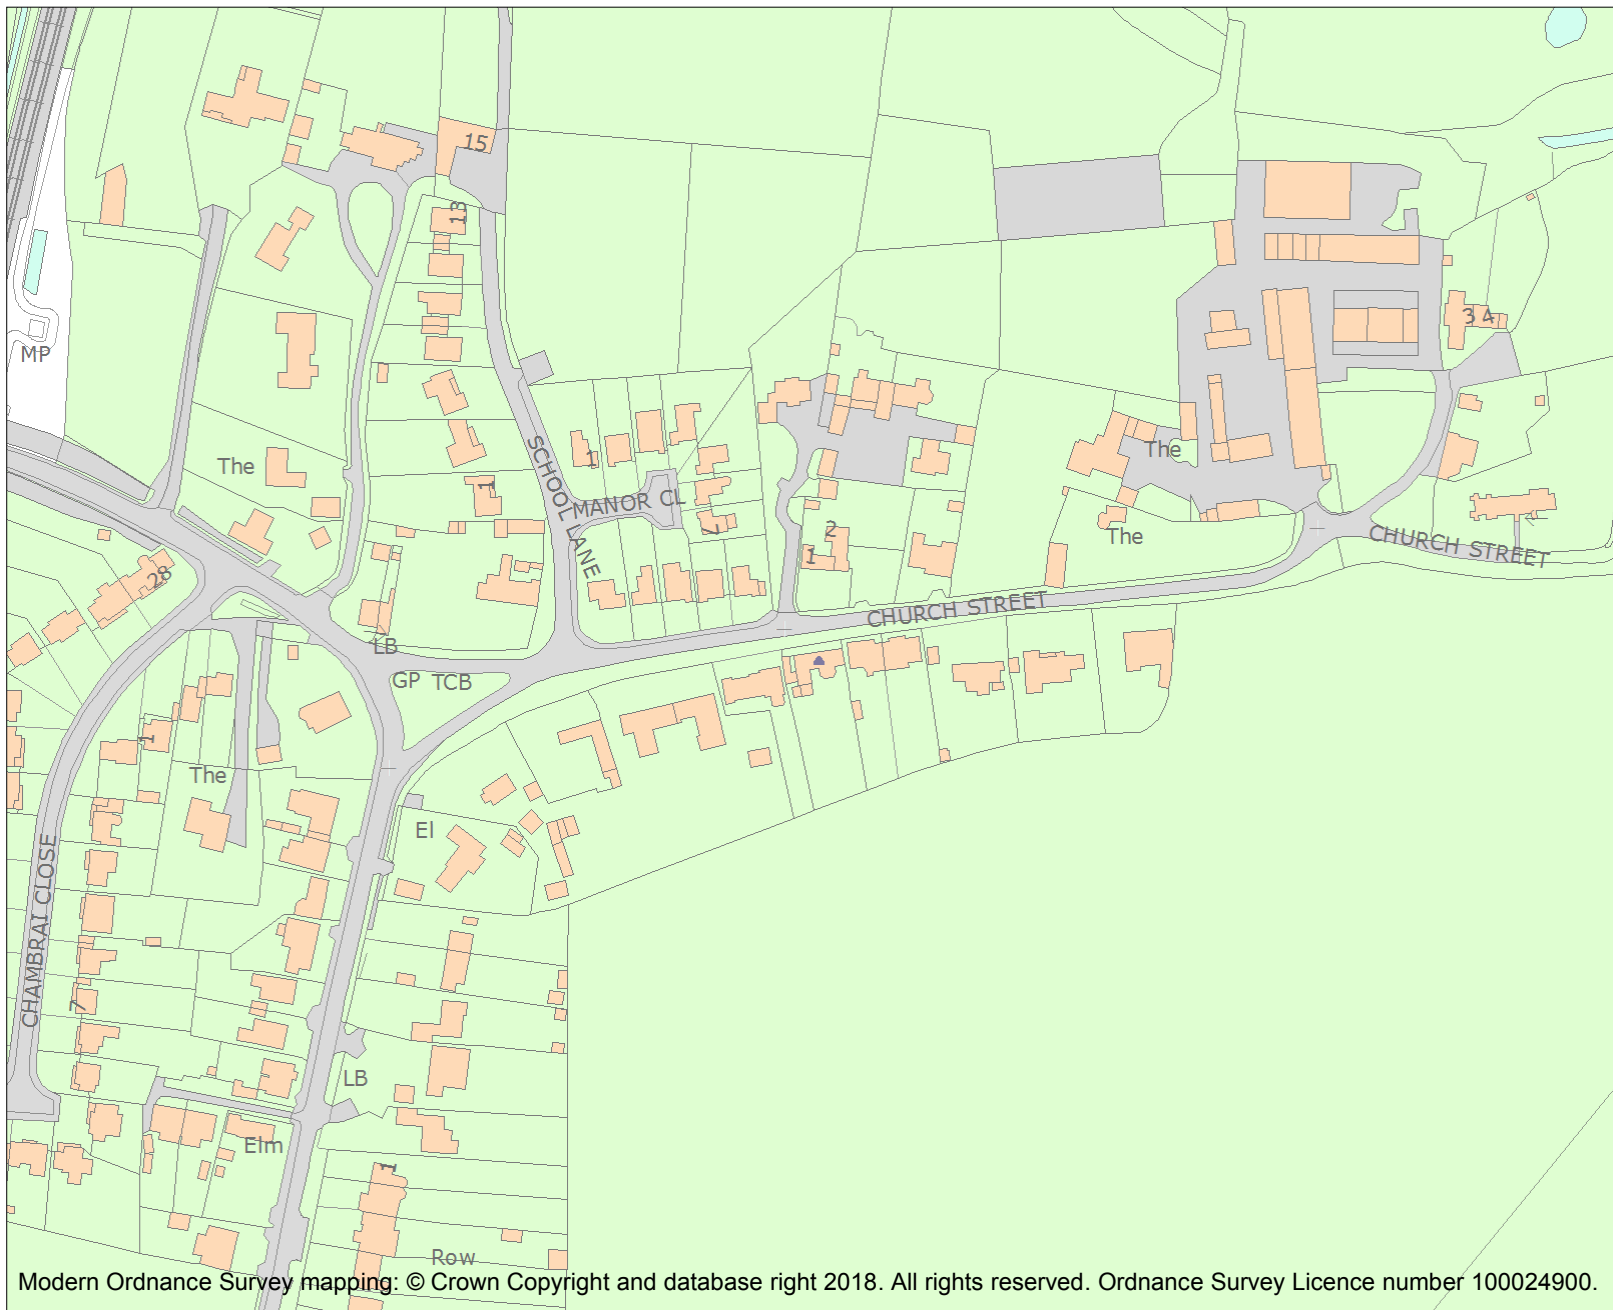 15
13
MP
3 4
The
1
SCHOOL LANE
1
MANOR CL
7
The
2
1
The
CHURCH STREET
28
CHURCH STREET
LB
GP TCB
1
The
El
CHAMBRAI CLOSE
7
LB
Elm
1
Row
Modern Ordnance Survey mapping: © Crown Copyright and database right 2018. All rights reserved. Ordnance Survey Licence number 100024900.